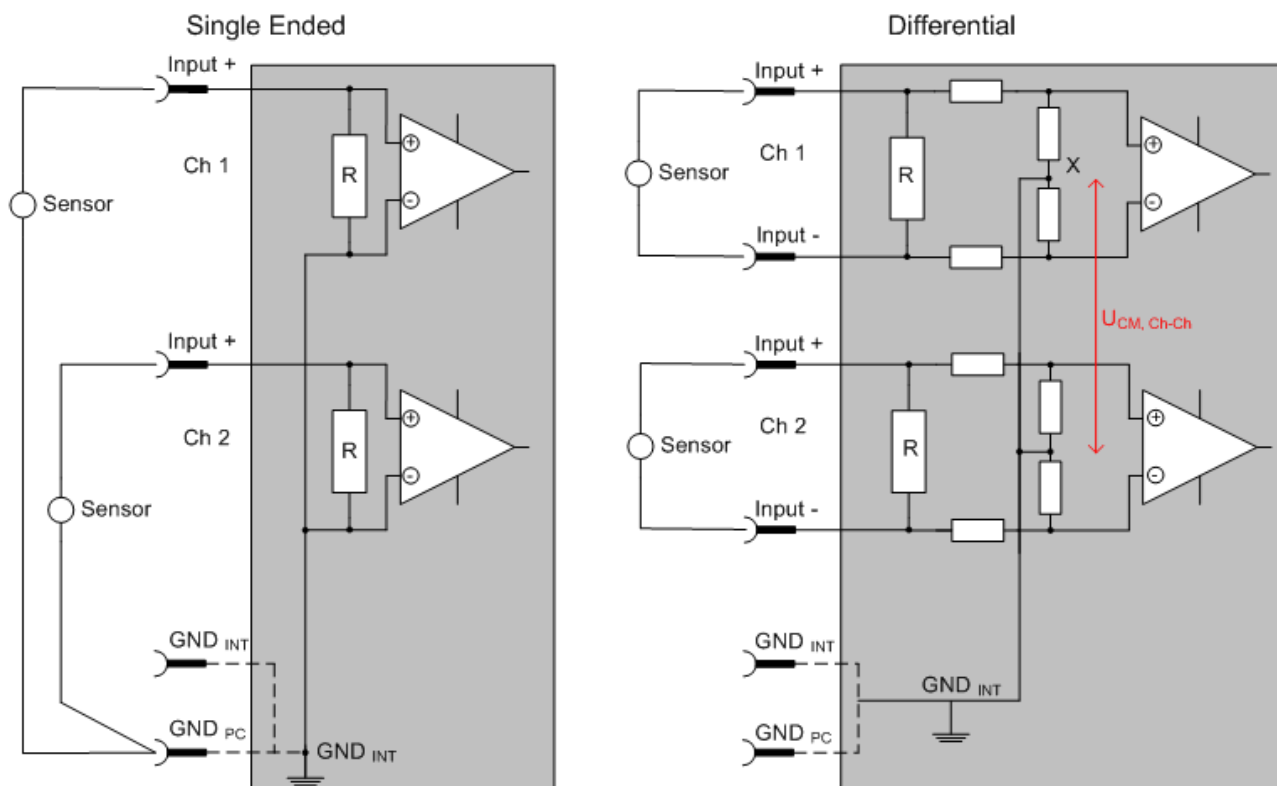 Single Ended
Input +
Ch 1
R
+
-
Sensor
Input +
Ch 2
R
+
-
Sensor
GND INT
GND PC
GND INT
Differential
Input +
Ch 1
R
X
+
-
Sensor
Input -
UCM, Ch-Ch
Input +
Ch 2
R
+
-
Sensor
Input -
GND INT
GND INT
GND PC